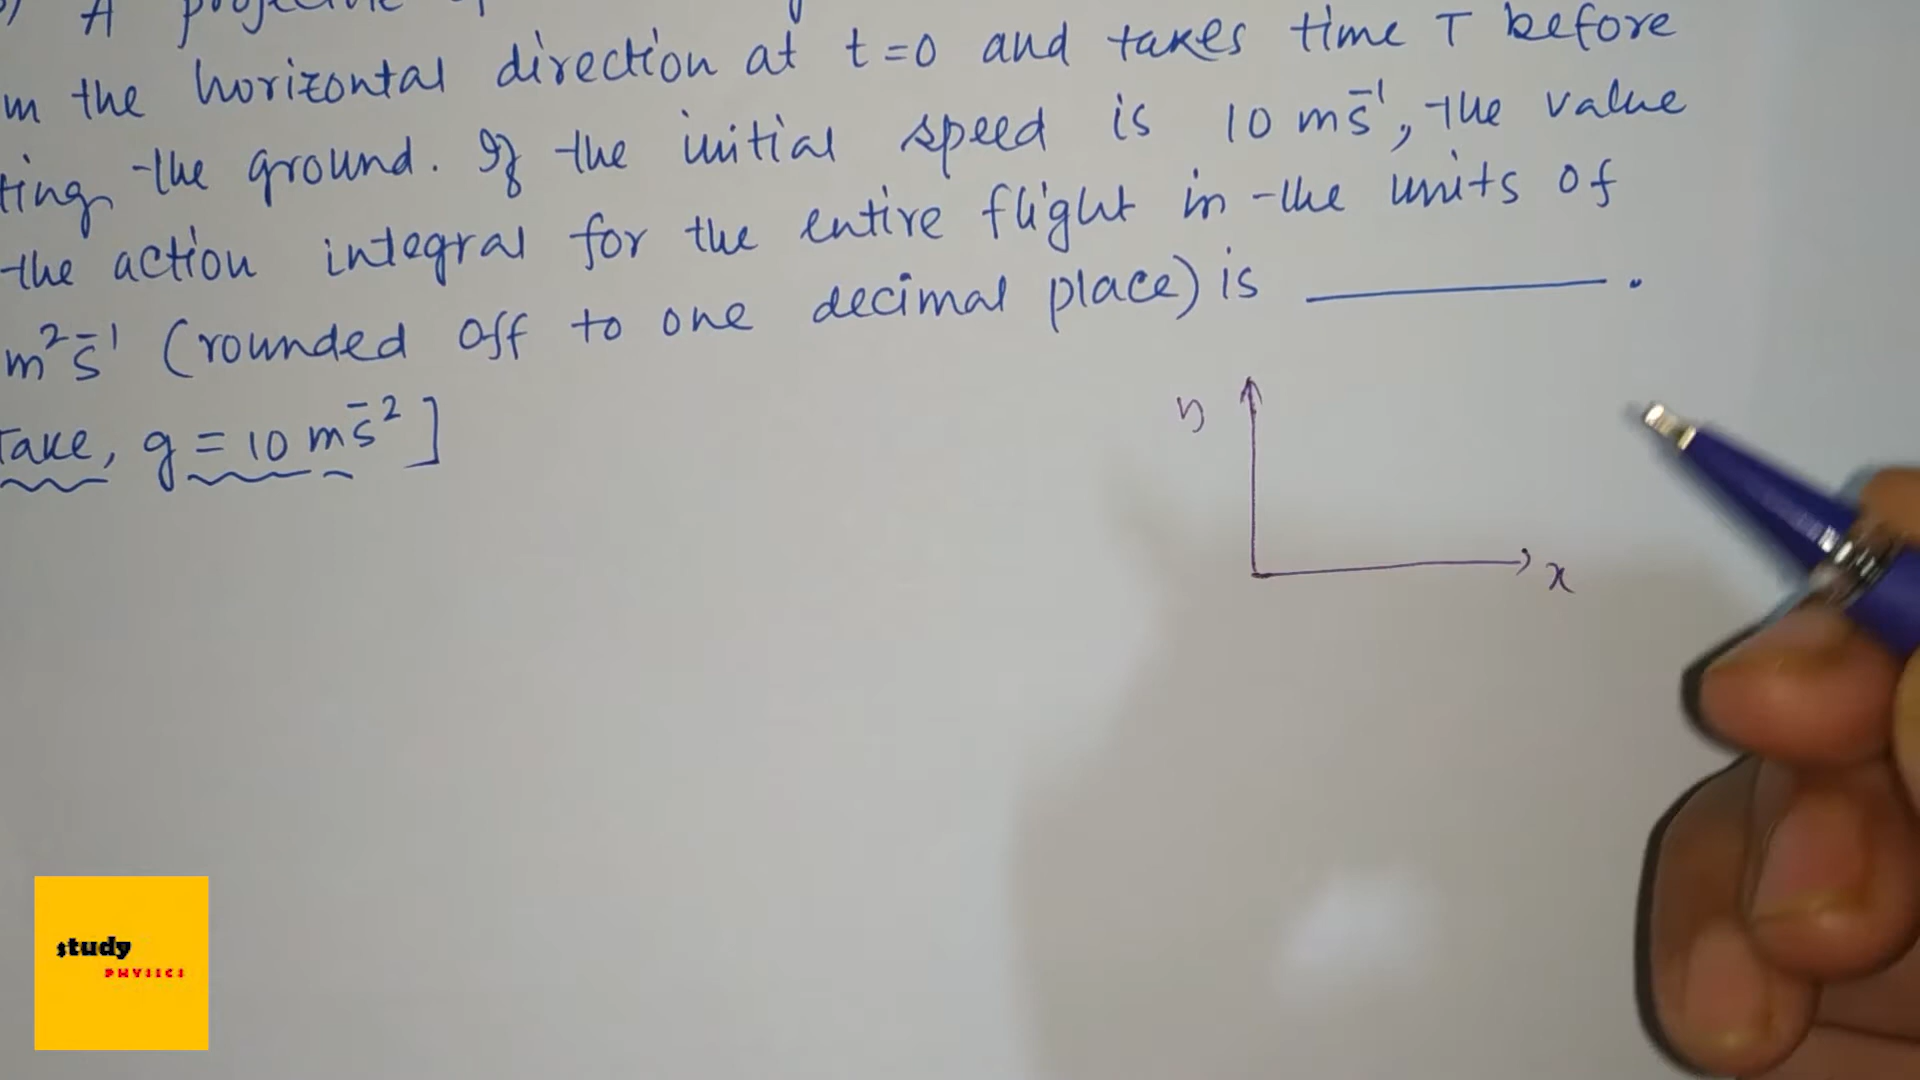 A
m the horizontal direction at t=0 and takes time T before
ting the ground. If the initial speed is 10 ms⁻¹, the value
the action integral for the entire flight in the units of
m²s⁻¹ (rounded off to one decimal place) is ________.
Take, g = 10 ms⁻²]
y
x
study
PHYSICS